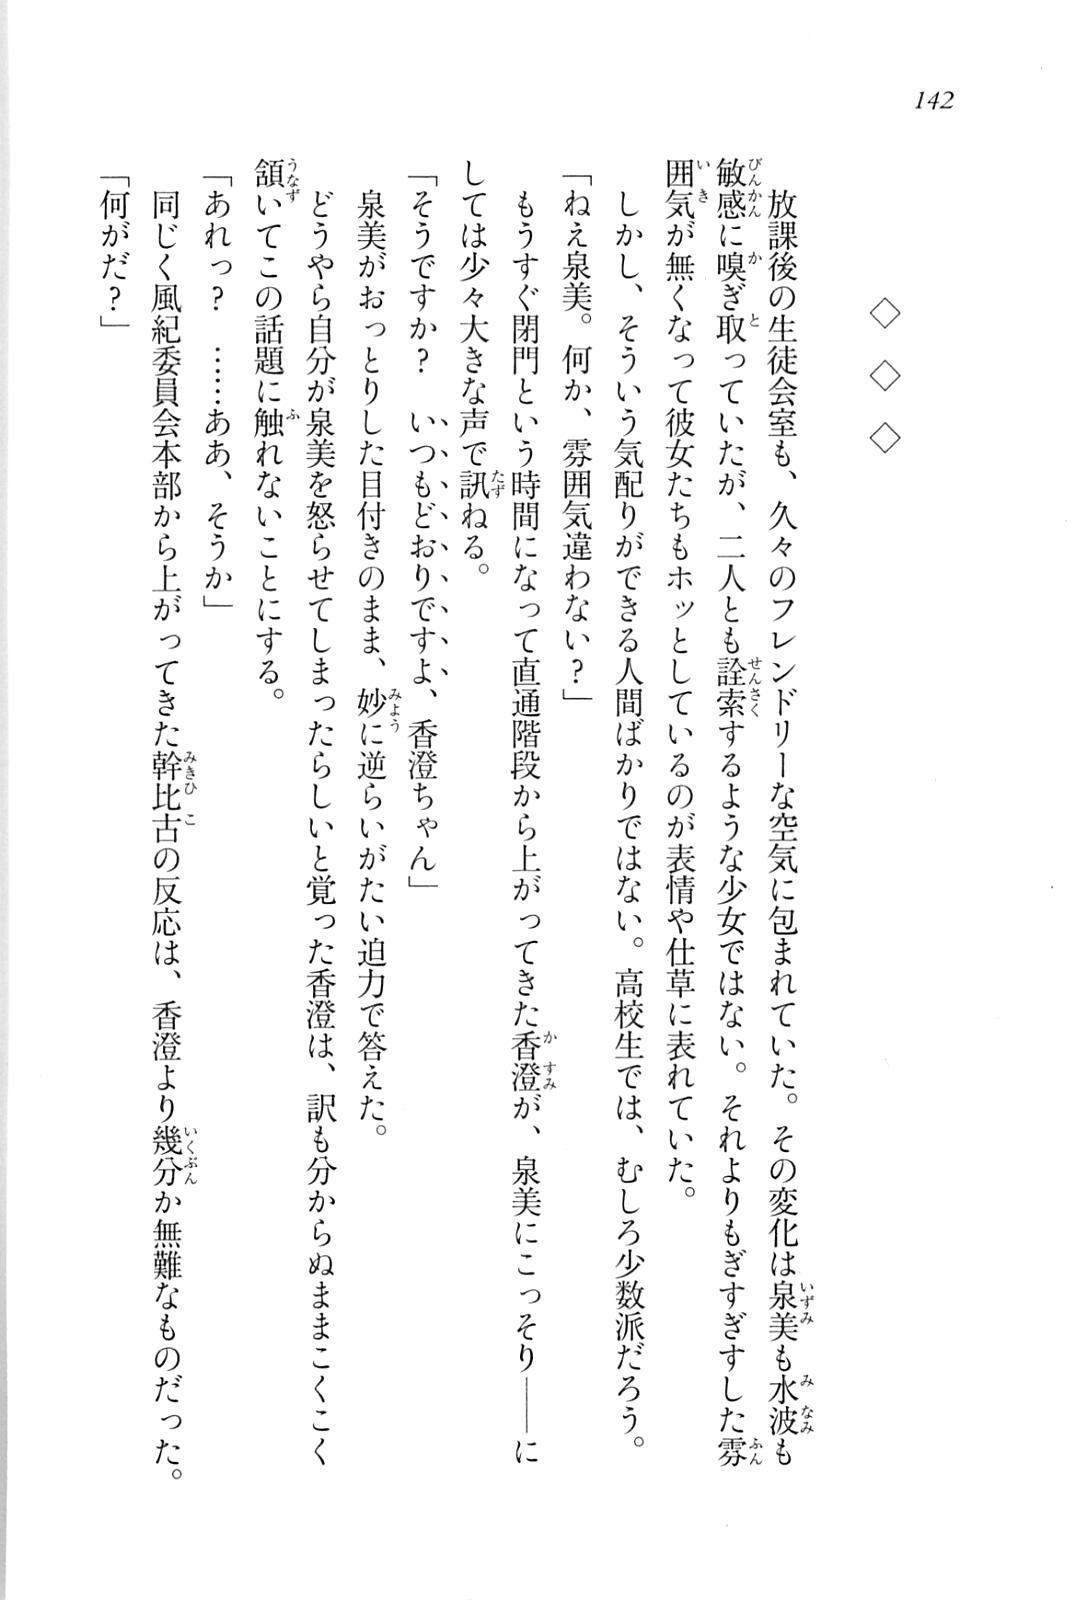 142
◇ ◇ ◇
放課後の生徒会室も、久々のフレンドリーな空気に包まれていた。その変化は泉美も水波も
敏感に嗅ぎ取っていたが、二人とも詮索するような少女ではない。それよりもぎすぎすした雰
囲気が無くなって彼女たちもホッとしているのが表情や仕草に表れていた。
しかし、そういう気配りができる人間ばかりではない。高校生では、むしろ少数派だろう。
「ねえ泉美。何か、雰囲気違わない？」
もうすぐ閉門という時間になって直通階段から上がってきた香澄が、泉美にこっそり――に
しては少々大きな声で訊ねる。
「そうですか？　いつもどおりですよ、香澄ちゃん」
泉美がおっとりした目付きのまま、妙に逆らいがたい迫力で答えた。
どうやら自分が泉美を怒らせてしまったらしいと覚った香澄は、訳も分からぬままこくこく
頷いてこの話題に触れないことにする。
「あれっ？　……ああ、そうか」
同じく風紀委員会本部から上がってきた幹比古の反応は、香澄より幾分か無難なものだった。
「何がだ？」